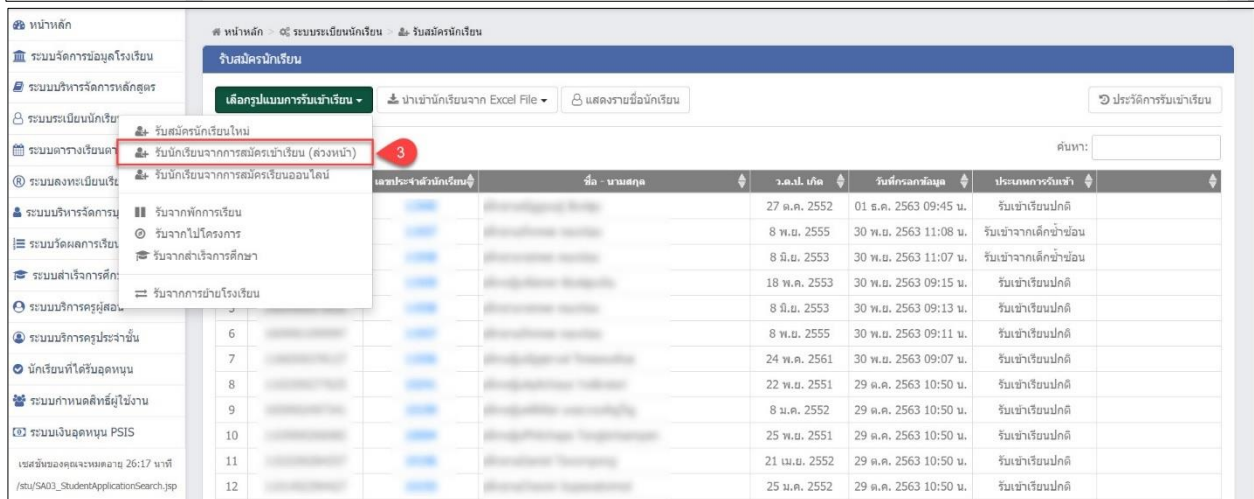 หน้าหลัก
ระบบจัดการข้อมูลโรงเรียน
ระบบบริหารจัดการหลักสูตร
ระบบระเบียนนักเรีย
ระบบตารางเรียนตา
ระบบลงทะเบียนเรีย
ระบบบริหารจัดการบุ
ระบบวัดผลการเรียน
ระบบสำเร็จการศึก
ระบบบริการครูผู้สอน
ระบบบริการครูประจำชั้น
นักเรียนที่ได้รับอุดหนุน
ระบบกำหนดสิทธิ์ผู้ใช้งาน
ระบบเงินอุดหนุน PSIS
เซสชันของคุณจะหมดอายุ 26:17 นาที
/stu/SA03_StudentApplicationSearch.jsp
หน้าหลัก > ระบบระเบียนนักเรียน > รับสมัครนักเรียน
รับสมัครนักเรียน
เลือกรูปแบบการรับเข้าเรียน นำเข้านักเรียนจาก Excel File แสดงรายชื่อนักเรียน ประวัติการรับเข้าเรียน
รับสมัครนักเรียนใหม่
รับนักเรียนจากการสมัครเข้าเรียน (ล่วงหน้า) 3
รับนักเรียนจากการสมัครเรียนออนไลน์
รับจากพักการเรียน
รับจากไปโครงการ
รับจากสำเร็จการศึกษา
รับจากการย้ายโรงเรียน
ค้นหา:
เลขประจำตัวนักเรียน ชื่อ - นามสกุล ว.ด.ป. เกิด วันที่กรอกข้อมูล ประเภทการรับเข้า
27 ต.ค. 2552 01 ธ.ค. 2563 09:45 น. รับเข้าเรียนปกติ
8 พ.ย. 2555 30 พ.ย. 2563 11:08 น. รับเข้าจากเด็กซ้ำซ้อน
8 มิ.ย. 2553 30 พ.ย. 2563 11:07 น. รับเข้าจากเด็กซ้ำซ้อน
18 พ.ค. 2553 30 พ.ย. 2563 09:15 น. รับเข้าเรียนปกติ
5 8 มิ.ย. 2553 30 พ.ย. 2563 09:13 น. รับเข้าเรียนปกติ
6 8 พ.ย. 2555 30 พ.ย. 2563 09:11 น. รับเข้าเรียนปกติ
7 24 พ.ค. 2561 30 พ.ย. 2563 09:07 น. รับเข้าเรียนปกติ
8 22 พ.ย. 2551 29 ต.ค. 2563 10:50 น. รับเข้าเรียนปกติ
9 8 ม.ค. 2552 29 ต.ค. 2563 10:50 น. รับเข้าเรียนปกติ
10 25 พ.ย. 2551 29 ต.ค. 2563 10:50 น. รับเข้าเรียนปกติ
11 21 เม.ย. 2552 29 ต.ค. 2563 10:50 น. รับเข้าเรียนปกติ
12 25 ม.ค. 2552 29 ต.ค. 2563 10:50 น. รับเข้าเรียนปกติ